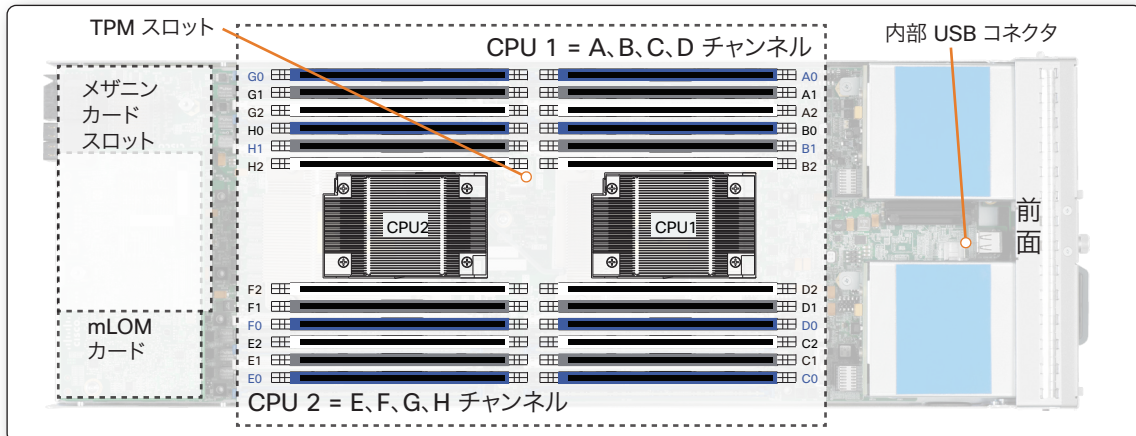 TPM スロット
CPU 1 = A、B、C、D チャンネル
内部 USB コネクタ
メザニン
カード
スロット
G0
G1
G2
H0
H1
H2
A0
A1
A2
B0
B1
B2
CPU2
CPU1
前
面
F2
F1
F0
E2
E1
E0
D2
D1
D0
C2
C1
C0
mLOM
カード
CPU 2 = E、F、G、H チャンネル